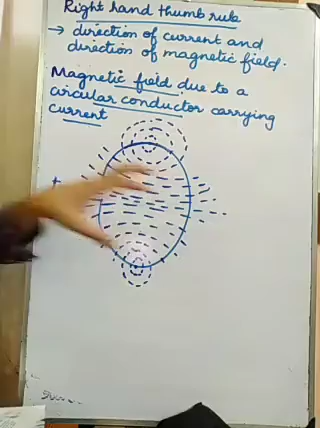 Right hand thumb rule
→ direction of current and
direction of magnetic field.
Magnetic field due to a
circular conductor carrying
current